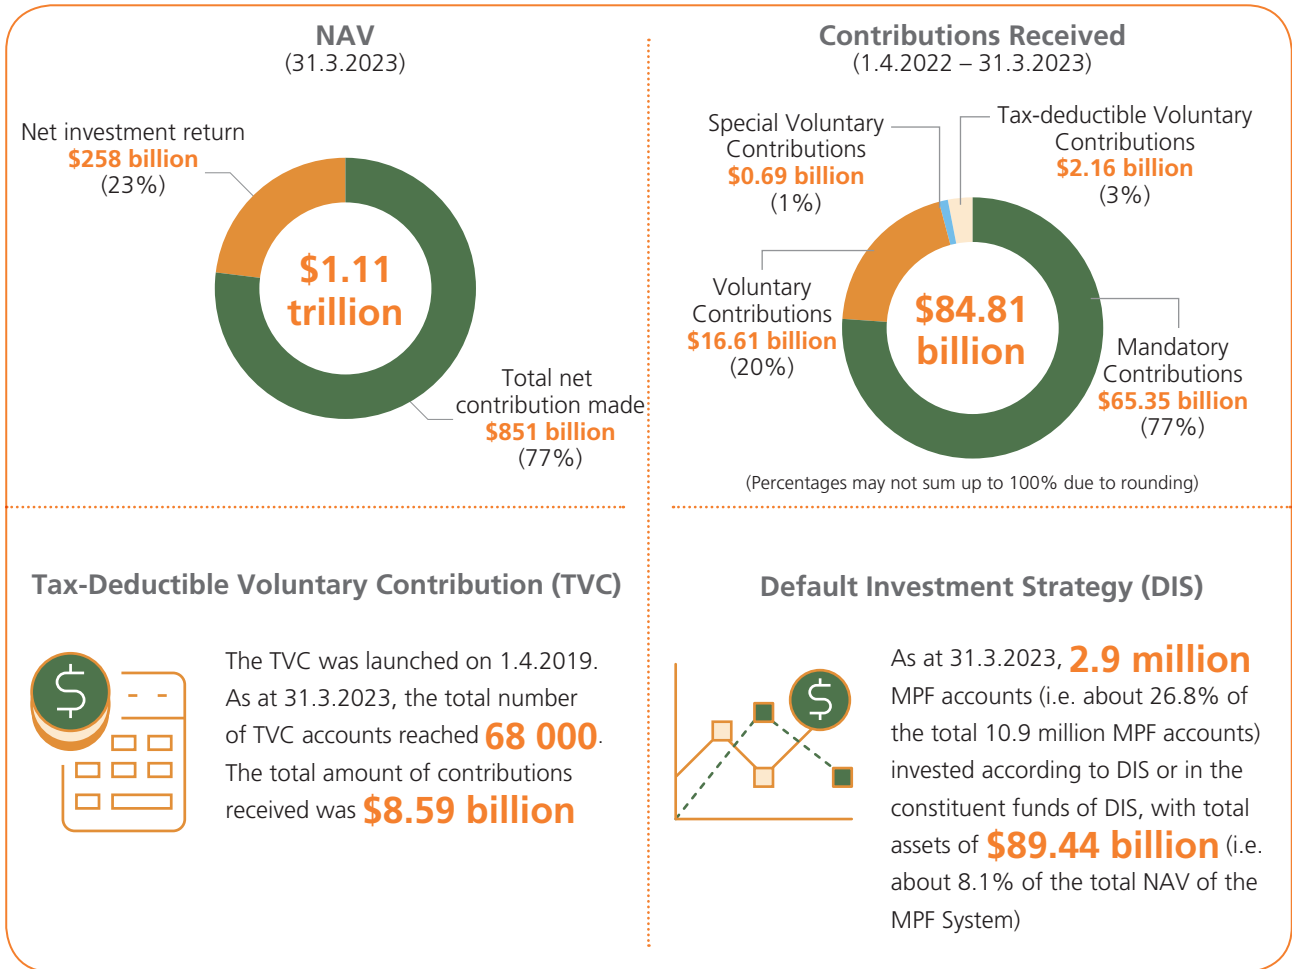 NAV
(31.3.2023)
Net investment return
$258 billion
(23%)
$1.11
trillion
Total net
contribution made
$851 billion
(77%)
Contributions Received
(1.4.2022 – 31.3.2023)
Special Voluntary
Contributions
$0.69 billion
(1%)
Tax-deductible Voluntary
Contributions
$2.16 billion
(3%)
Voluntary
Contributions
$16.61 billion
(20%)
$84.81
billion
Mandatory
Contributions
$65.35 billion
(77%)
(Percentages may not sum up to 100% due to rounding)
Tax-Deductible Voluntary Contribution (TVC)
$
The TVC was launched on 1.4.2019.
As at 31.3.2023, the total number
of TVC accounts reached 68 000.
The total amount of contributions
received was $8.59 billion
Default Investment Strategy (DIS)
$
As at 31.3.2023, 2.9 million
MPF accounts (i.e. about 26.8% of
the total 10.9 million MPF accounts)
invested according to DIS or in the
constituent funds of DIS, with total
assets of $89.44 billion (i.e.
about 8.1% of the total NAV of the
MPF System)